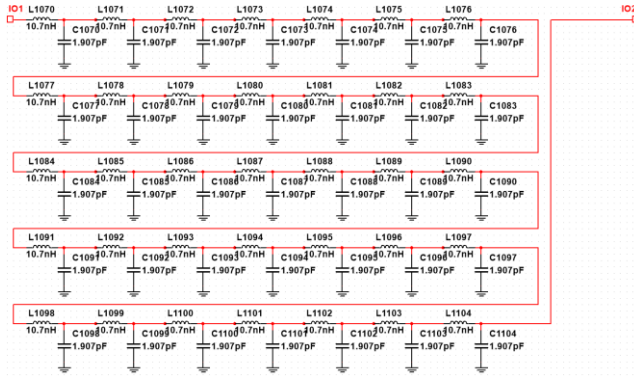 IO1 L1070 L1071 L1072 L1073 L1074 L1075 L1076 IO2
10.7nH C1070 10.7nH C1071 10.7nH C1072 10.7nH C1073 10.7nH C1074 10.7nH C1075 10.7nH C1076
1.907pF 1.907pF 1.907pF 1.907pF 1.907pF 1.907pF 1.907pF
L1077 L1078 L1079 L1080 L1081 L1082 L1083
10.7nH C1077 10.7nH C1078 10.7nH C1079 10.7nH C1080 10.7nH C1081 10.7nH C1082 10.7nH C1083
1.907pF 1.907pF 1.907pF 1.907pF 1.907pF 1.907pF 1.907pF
L1084 L1085 L1086 L1087 L1088 L1089 L1090
10.7nH C1084 10.7nH C1085 10.7nH C1086 10.7nH C1087 10.7nH C1088 10.7nH C1089 10.7nH C1090
1.907pF 1.907pF 1.907pF 1.907pF 1.907pF 1.907pF 1.907pF
L1091 L1092 L1093 L1094 L1095 L1096 L1097
10.7nH C1091 10.7nH C1092 10.7nH C1093 10.7nH C1094 10.7nH C1095 10.7nH C1096 10.7nH C1097
1.907pF 1.907pF 1.907pF 1.907pF 1.907pF 1.907pF 1.907pF
L1098 L1099 L1100 L1101 L1102 L1103 L1104
10.7nH C1098 10.7nH C1099 10.7nH C1100 10.7nH C1101 10.7nH C1102 10.7nH C1103 10.7nH C1104
1.907pF 1.907pF 1.907pF 1.907pF 1.907pF 1.907pF 1.907pF